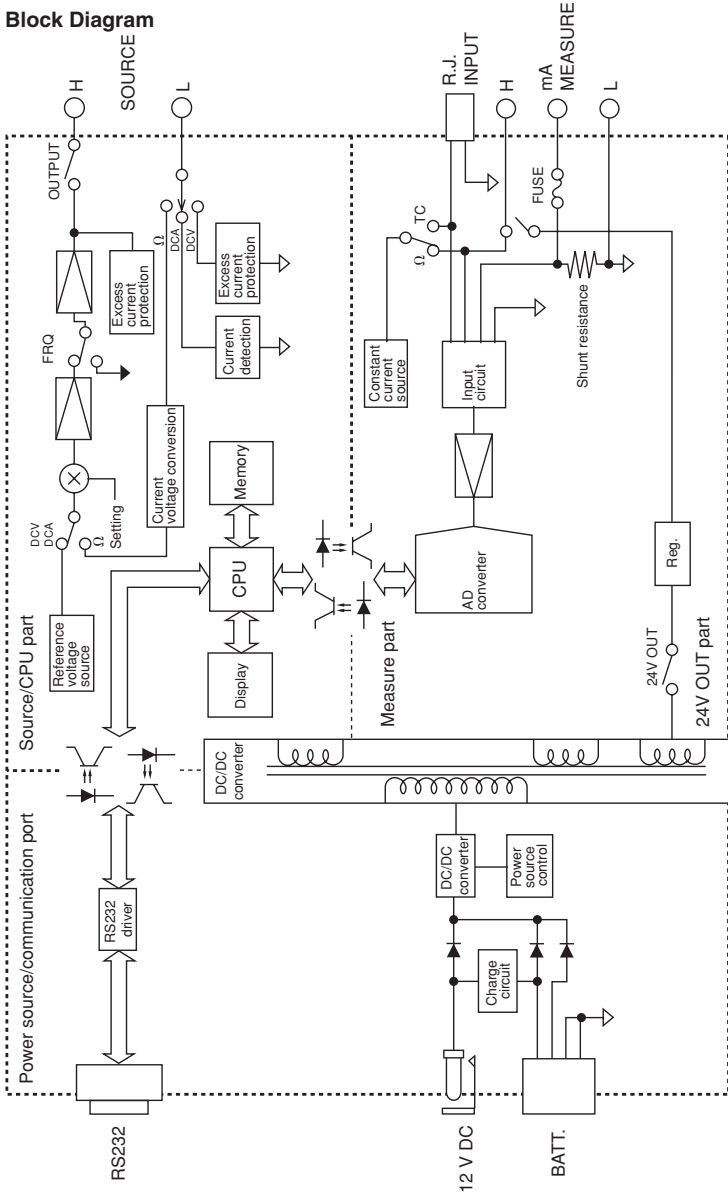 Block Diagram
SOURCE
H
L
OUTPUT
Ω
DCA
DCV
Excess
current
protection
Excess
current
protection
Current
detection
FRQ
Current
voltage conversion
Setting
DCV
DCA
Ω
Reference
voltage
source
Source/CPU part
Memory
CPU
Display
R.J.
INPUT
H
mA
MEASURE
L
FUSE
TC
Ω
Constant
current
source
Input
circuit
Shunt resistance
AD
converter
Measure part
Reg.
24V OUT
24V OUT part
DC/DC
converter
Power source/communication port
RS232
driver
RS232
DC/DC
converter
Power
source
control
Charge
circuit
12 V DC
BATT.